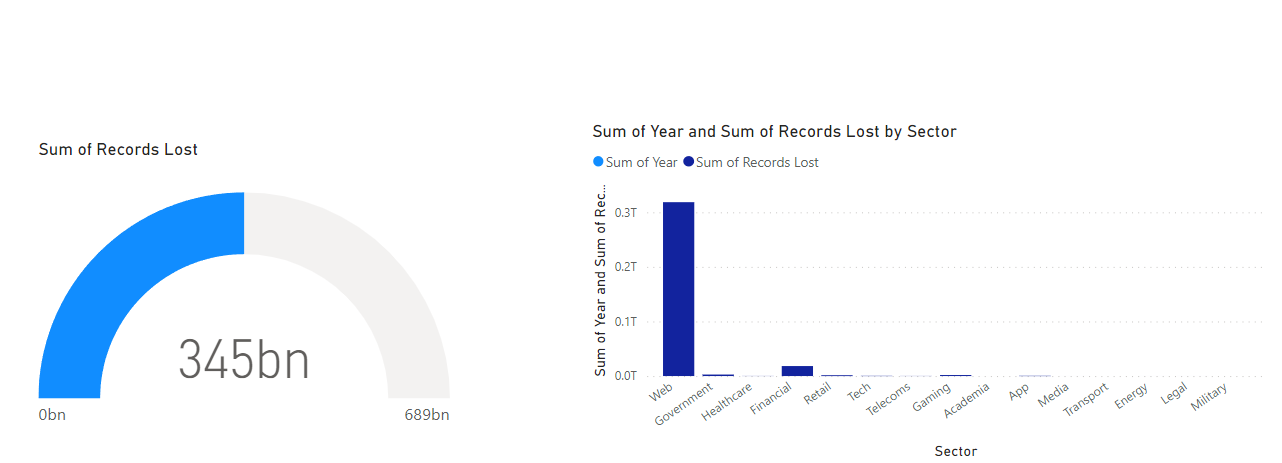 Sum of Records Lost
345bn
0bn
689bn
Sum of Year and Sum of Records Lost by Sector
Sum of Year
Sum of Records Lost
Sum of Year and Sum of Rec...
0.3T
0.2T
0.1T
0.0T
Web
Government
Healthcare
Financial
Retail
Tech
Telecoms
Gaming
Academia
App
Media
Transport
Energy
Legal
Military
Sector